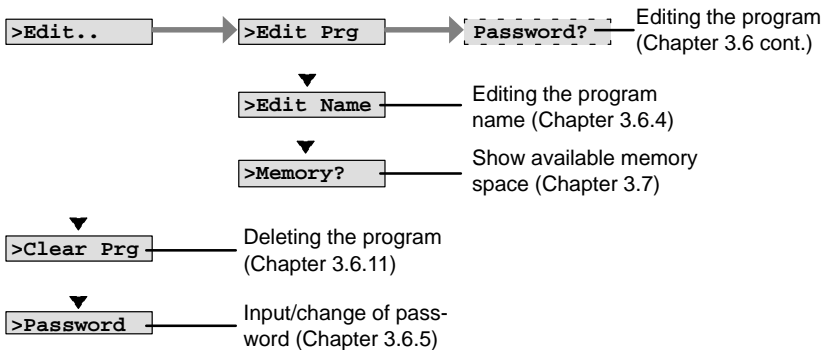 >Edit..
>Edit Prg
Password?
Editing the program
(Chapter 3.6 cont.)
>Edit Name
Editing the program
name (Chapter 3.6.4)
>Memory?
Show available memory
space (Chapter 3.7)
>Clear Prg
Deleting the program
(Chapter 3.6.11)
>Password
Input/change of pass-
word (Chapter 3.6.5)